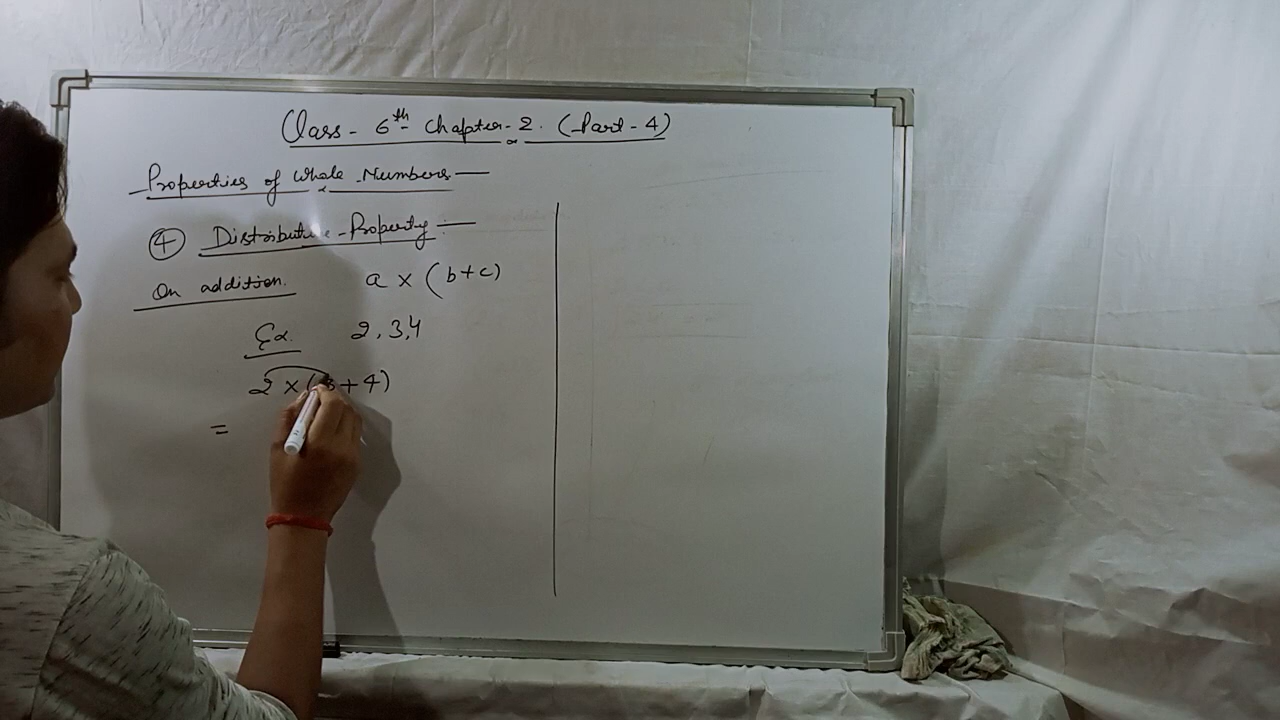 Class - 6th Chapter - 2. (Part - 4)
Properties of Whole Numbers —
④ Distributive Property —
On addition. a × (b+c)
Ex. 2, 3, 4
2 × (3 + 4)
=